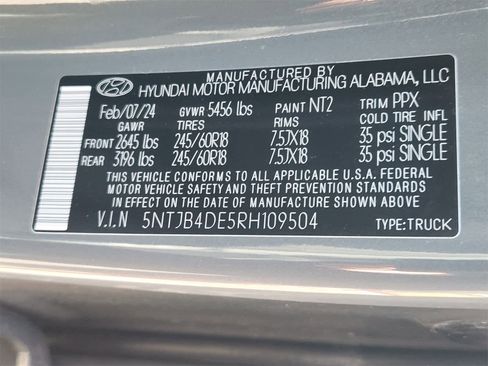 MANUFACTURED BY
HYUNDAI MOTOR MANUFACTURING ALABAMA, LLC
Feb/07/24 GVWR 5456 lbs PAINT NT2 TRIM PPX
GAWR TIRES RIMS COLD TIRE INFL
FRONT 2645 lbs 245/60R18 7.5JX18 35 psi SINGLE
REAR 3196 lbs 245/60R18 7.5JX18 35 psi SINGLE
THIS VEHICLE CONFORMS TO ALL APPLICABLE U.S.A. FEDERAL
MOTOR VEHICLE SAFETY AND THEFT PREVENTION STANDARDS
IN EFFECT ON THE DATE OF MANUFACTURE SHOWN ABOVE
V.I.N 5NTJB4DE5RH109504 TYPE:TRUCK